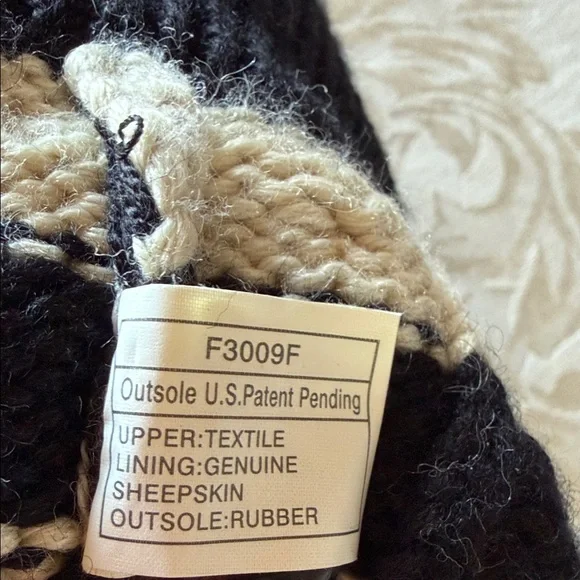 F3009F
Outsole U.S.Patent Pending
UPPER:TEXTILE
LINING:GENUINE
SHEEPSKIN
OUTSOLE:RUBBER